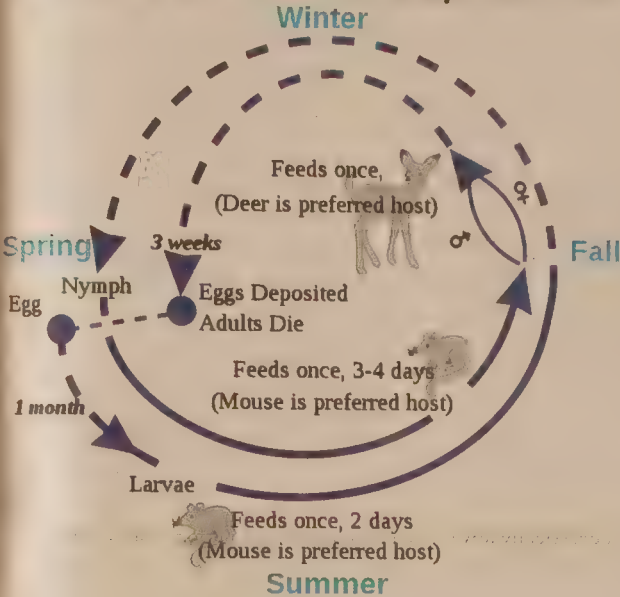 Winter
Feeds once,
(Deer is preferred host)
♀
♂
Spring
3 weeks
Fall
Nymph
Egg
Eggs Deposited
Adults Die
Feeds once, 3-4 days
(Mouse is preferred host)
1 month
Larvae
Feeds once, 2 days
(Mouse is preferred host)
Summer